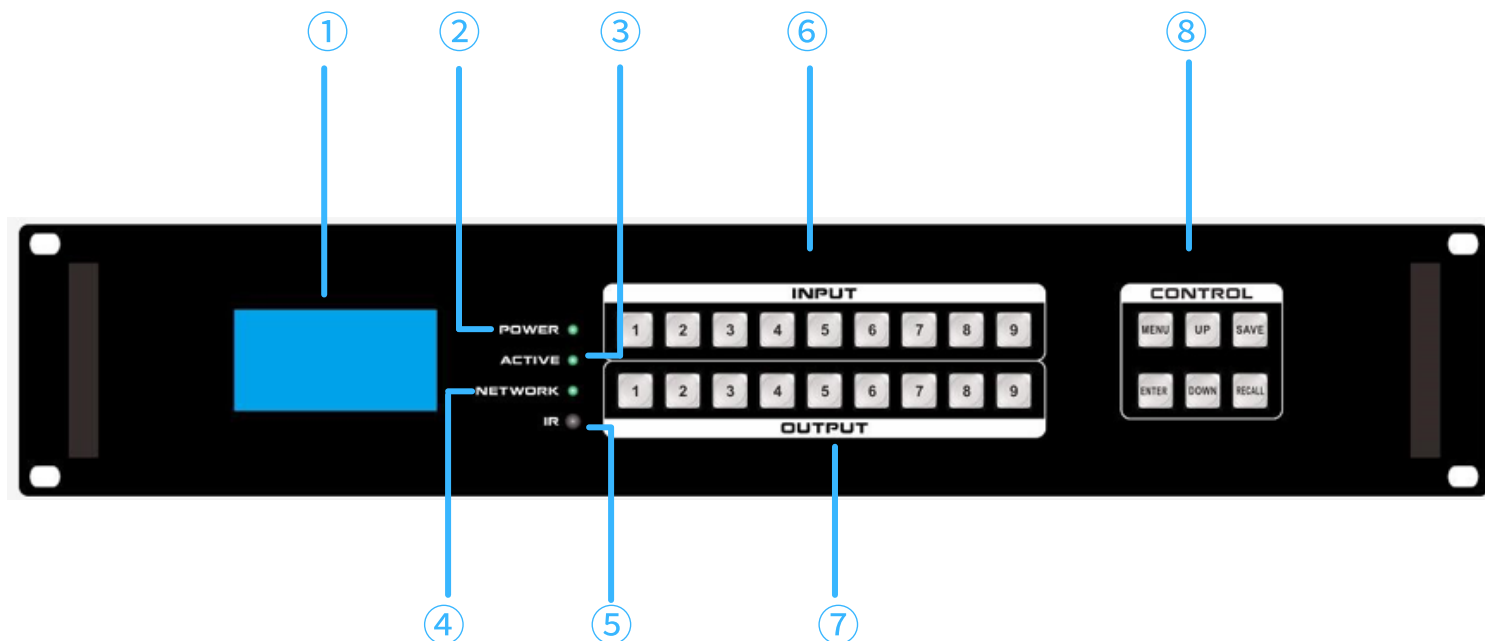 ① ② ③ ⑥ ⑧
INPUT
CONTROL
POWER
1 2 3 4 5 6 7 8 9
MENU UP SAVE
ACTIVE
NETWORK
1 2 3 4 5 6 7 8 9
ENTER DOWN RECALL
IR
OUTPUT
④ ⑤ ⑦